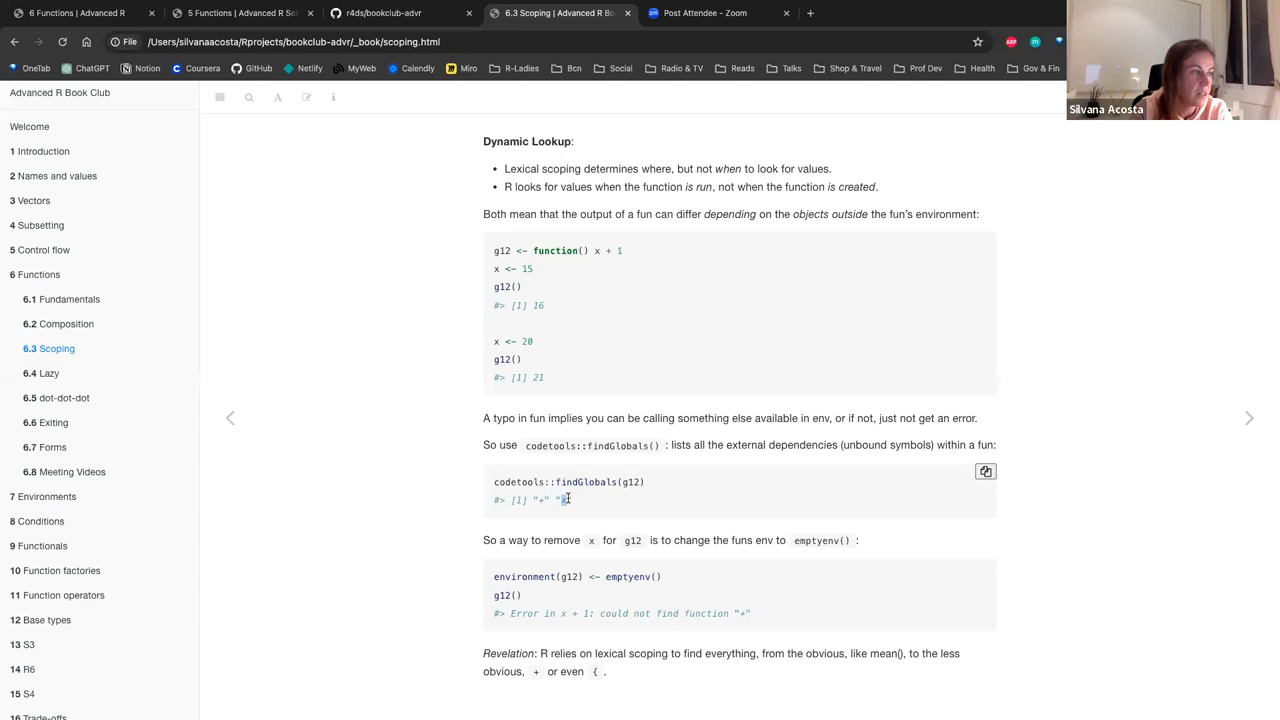 6 Functions | Advanced R
5 Functions | Advanced R Sol
r4ds/bookclub-advr
6.3 Scoping | Advanced R Bo
Post Attendee - Zoom
File
/Users/silvanaacosta/Rprojects/bookclub-advr/_book/scoping.html
OneTab
ChatGPT
Notion
Coursera
GitHub
Netlify
MyWeb
Calendly
Miro
R-Ladies
Bcn
Social
Radio & TV
Reads
Talks
Shop & Travel
Prof Dev
Health
Gov & Fin
Silvana Acosta
Advanced R Book Club
Welcome
1 Introduction
2 Names and values
3 Vectors
4 Subsetting
5 Control flow
6 Functions
6.1 Fundamentals
6.2 Composition
6.3 Scoping
6.4 Lazy
6.5 dot-dot-dot
6.6 Exiting
6.7 Forms
6.8 Meeting Videos
7 Environments
8 Conditions
9 Functionals
10 Function factories
11 Function operators
12 Base types
13 S3
14 R6
15 S4
16 Trade-offs
Dynamic Lookup:
• Lexical scoping determines where, but not when to look for values.
• R looks for values when the function is run, not when the function is created.
Both mean that the output of a fun can differ depending on the objects outside the fun's environment:
g12 <- function() x + 1
x <- 15
g12()
#> [1] 16
x <- 20
g12()
#> [1] 21
A typo in fun implies you can be calling something else available in env, or if not, just not get an error.
So use codetools::findGlobals() : lists all the external dependencies (unbound symbols) within a fun:
codetools::findGlobals(g12)
#> [1] "+" "x
So a way to remove x for g12 is to change the funs env to emptyenv() :
environment(g12) <- emptyenv()
g12()
#> Error in x + 1: could not find function "+"
Revelation: R relies on lexical scoping to find everything, from the obvious, like mean(), to the less
obvious, + or even { .